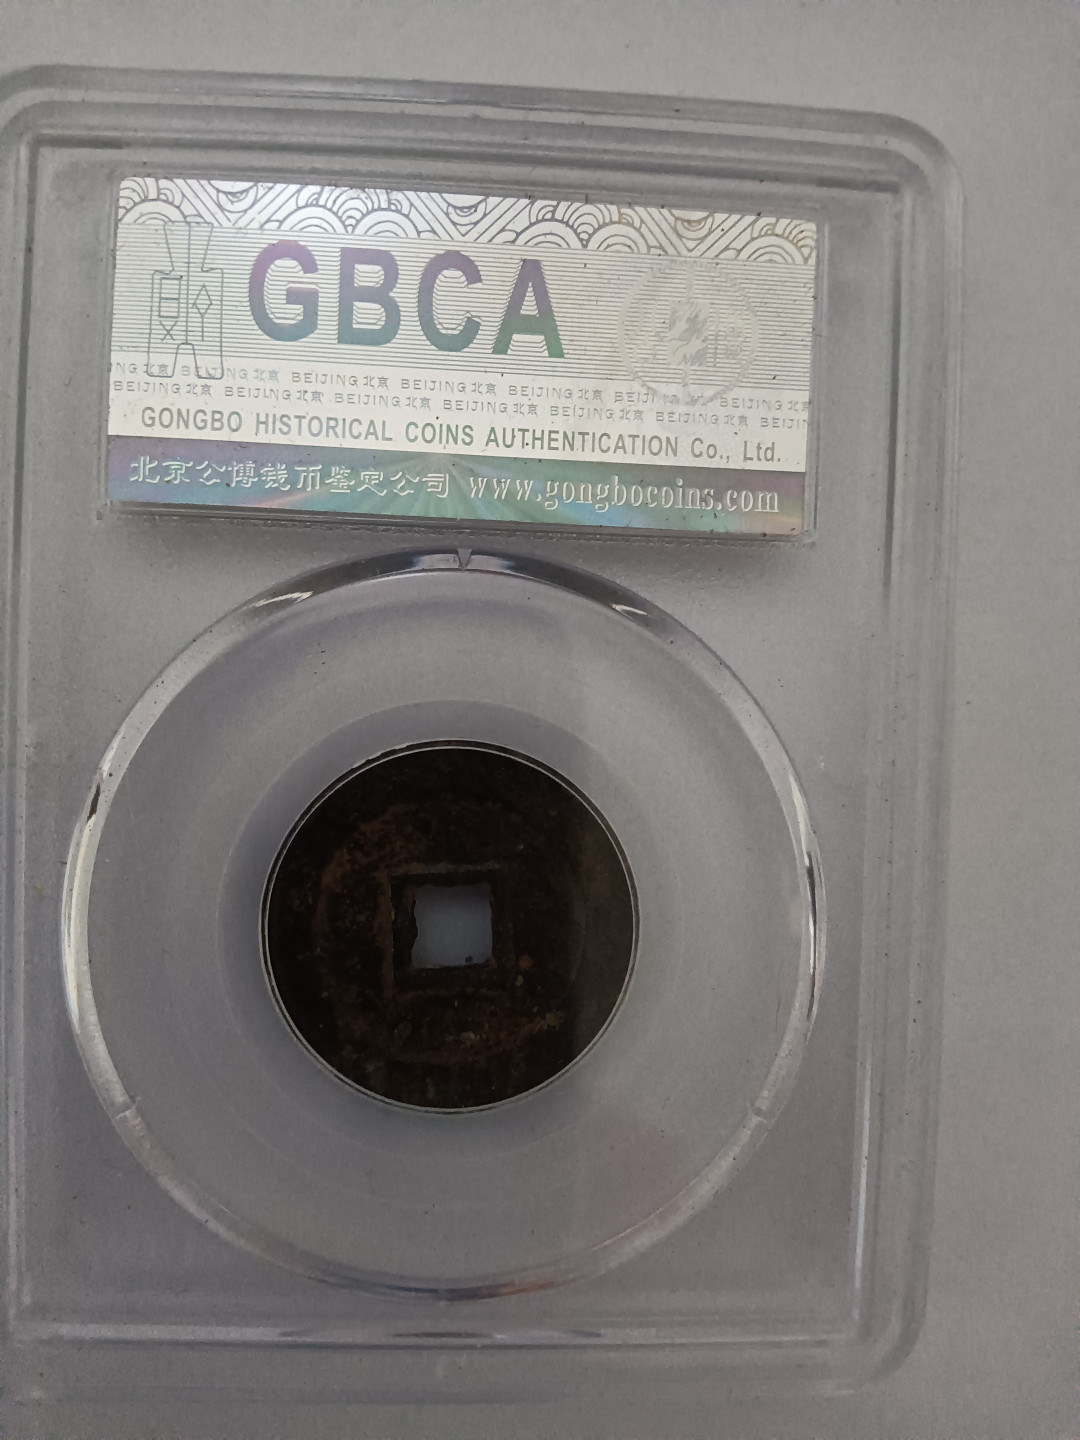 GBCA
NG北京 BEIJING北京 BEIJING北京 BEIJING北京 BEIJING北京 BEIJI
BEIJING北京 BEIJING北京 BEIJING北京 BEIJING北京 BEIJING北京 BEIJING北京 BEIJIN
GONGBO HISTORICAL COINS AUTHENTICATION Co., Ltd.
北京公博钱币鉴定公司 www.gongbocoins.com